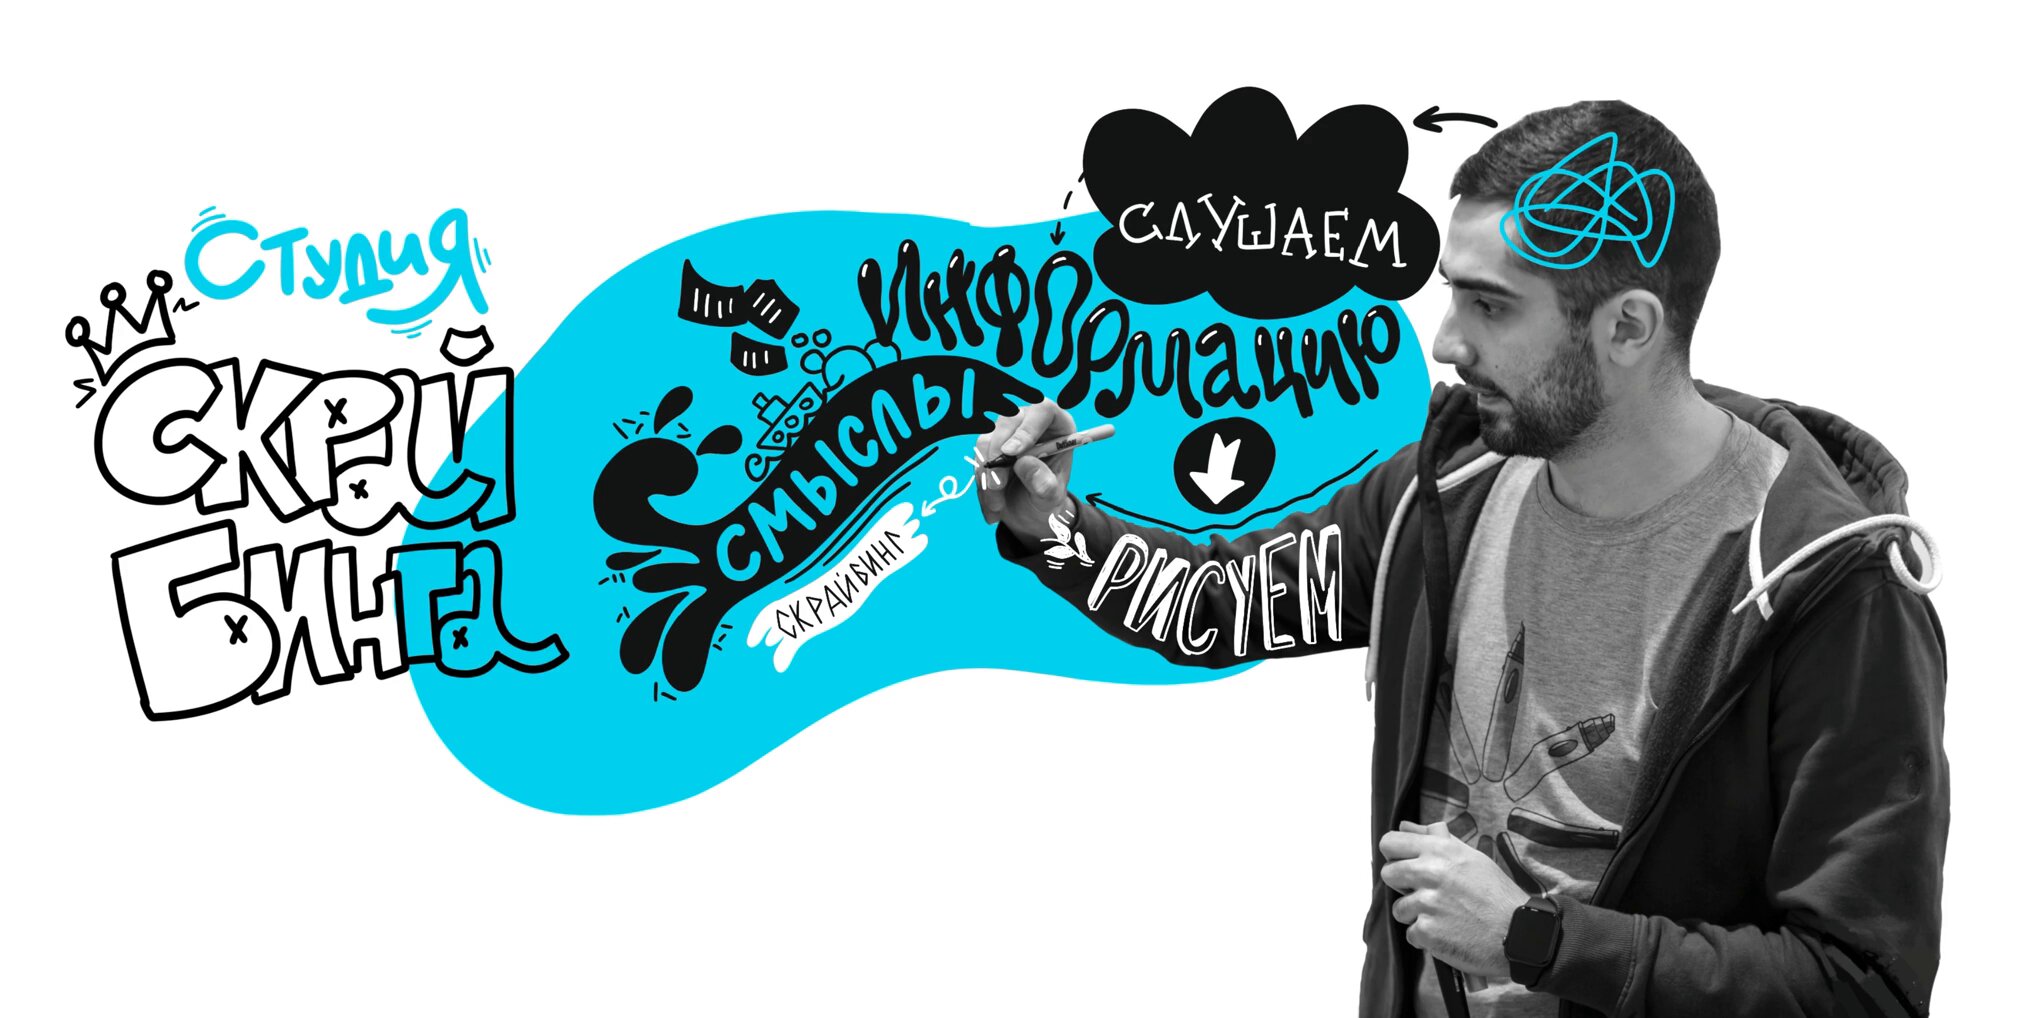 Студия
СКРАЙ
БИНГА
СЛУШАЕМ
ИНФОРМАЦИЮ
РИСУЕМ
СМЫСЛЫ
СКРАЙБИНГ